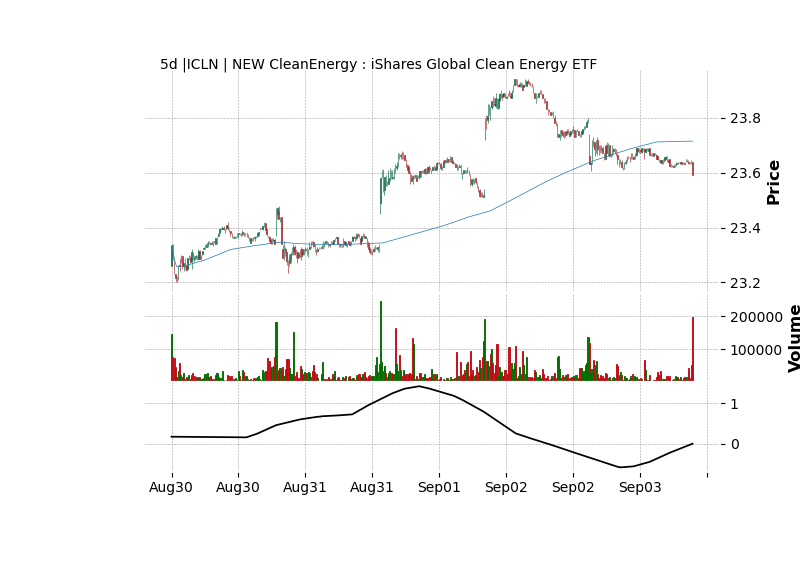 5d |ICLN | NEW CleanEnergy : iShares Global Clean Energy ETF
23.8
23.6
23.4
23.2
Price
200000
100000
Volume
1
0
Aug30 Aug30 Aug31 Aug31 Sep01 Sep02 Sep02 Sep03